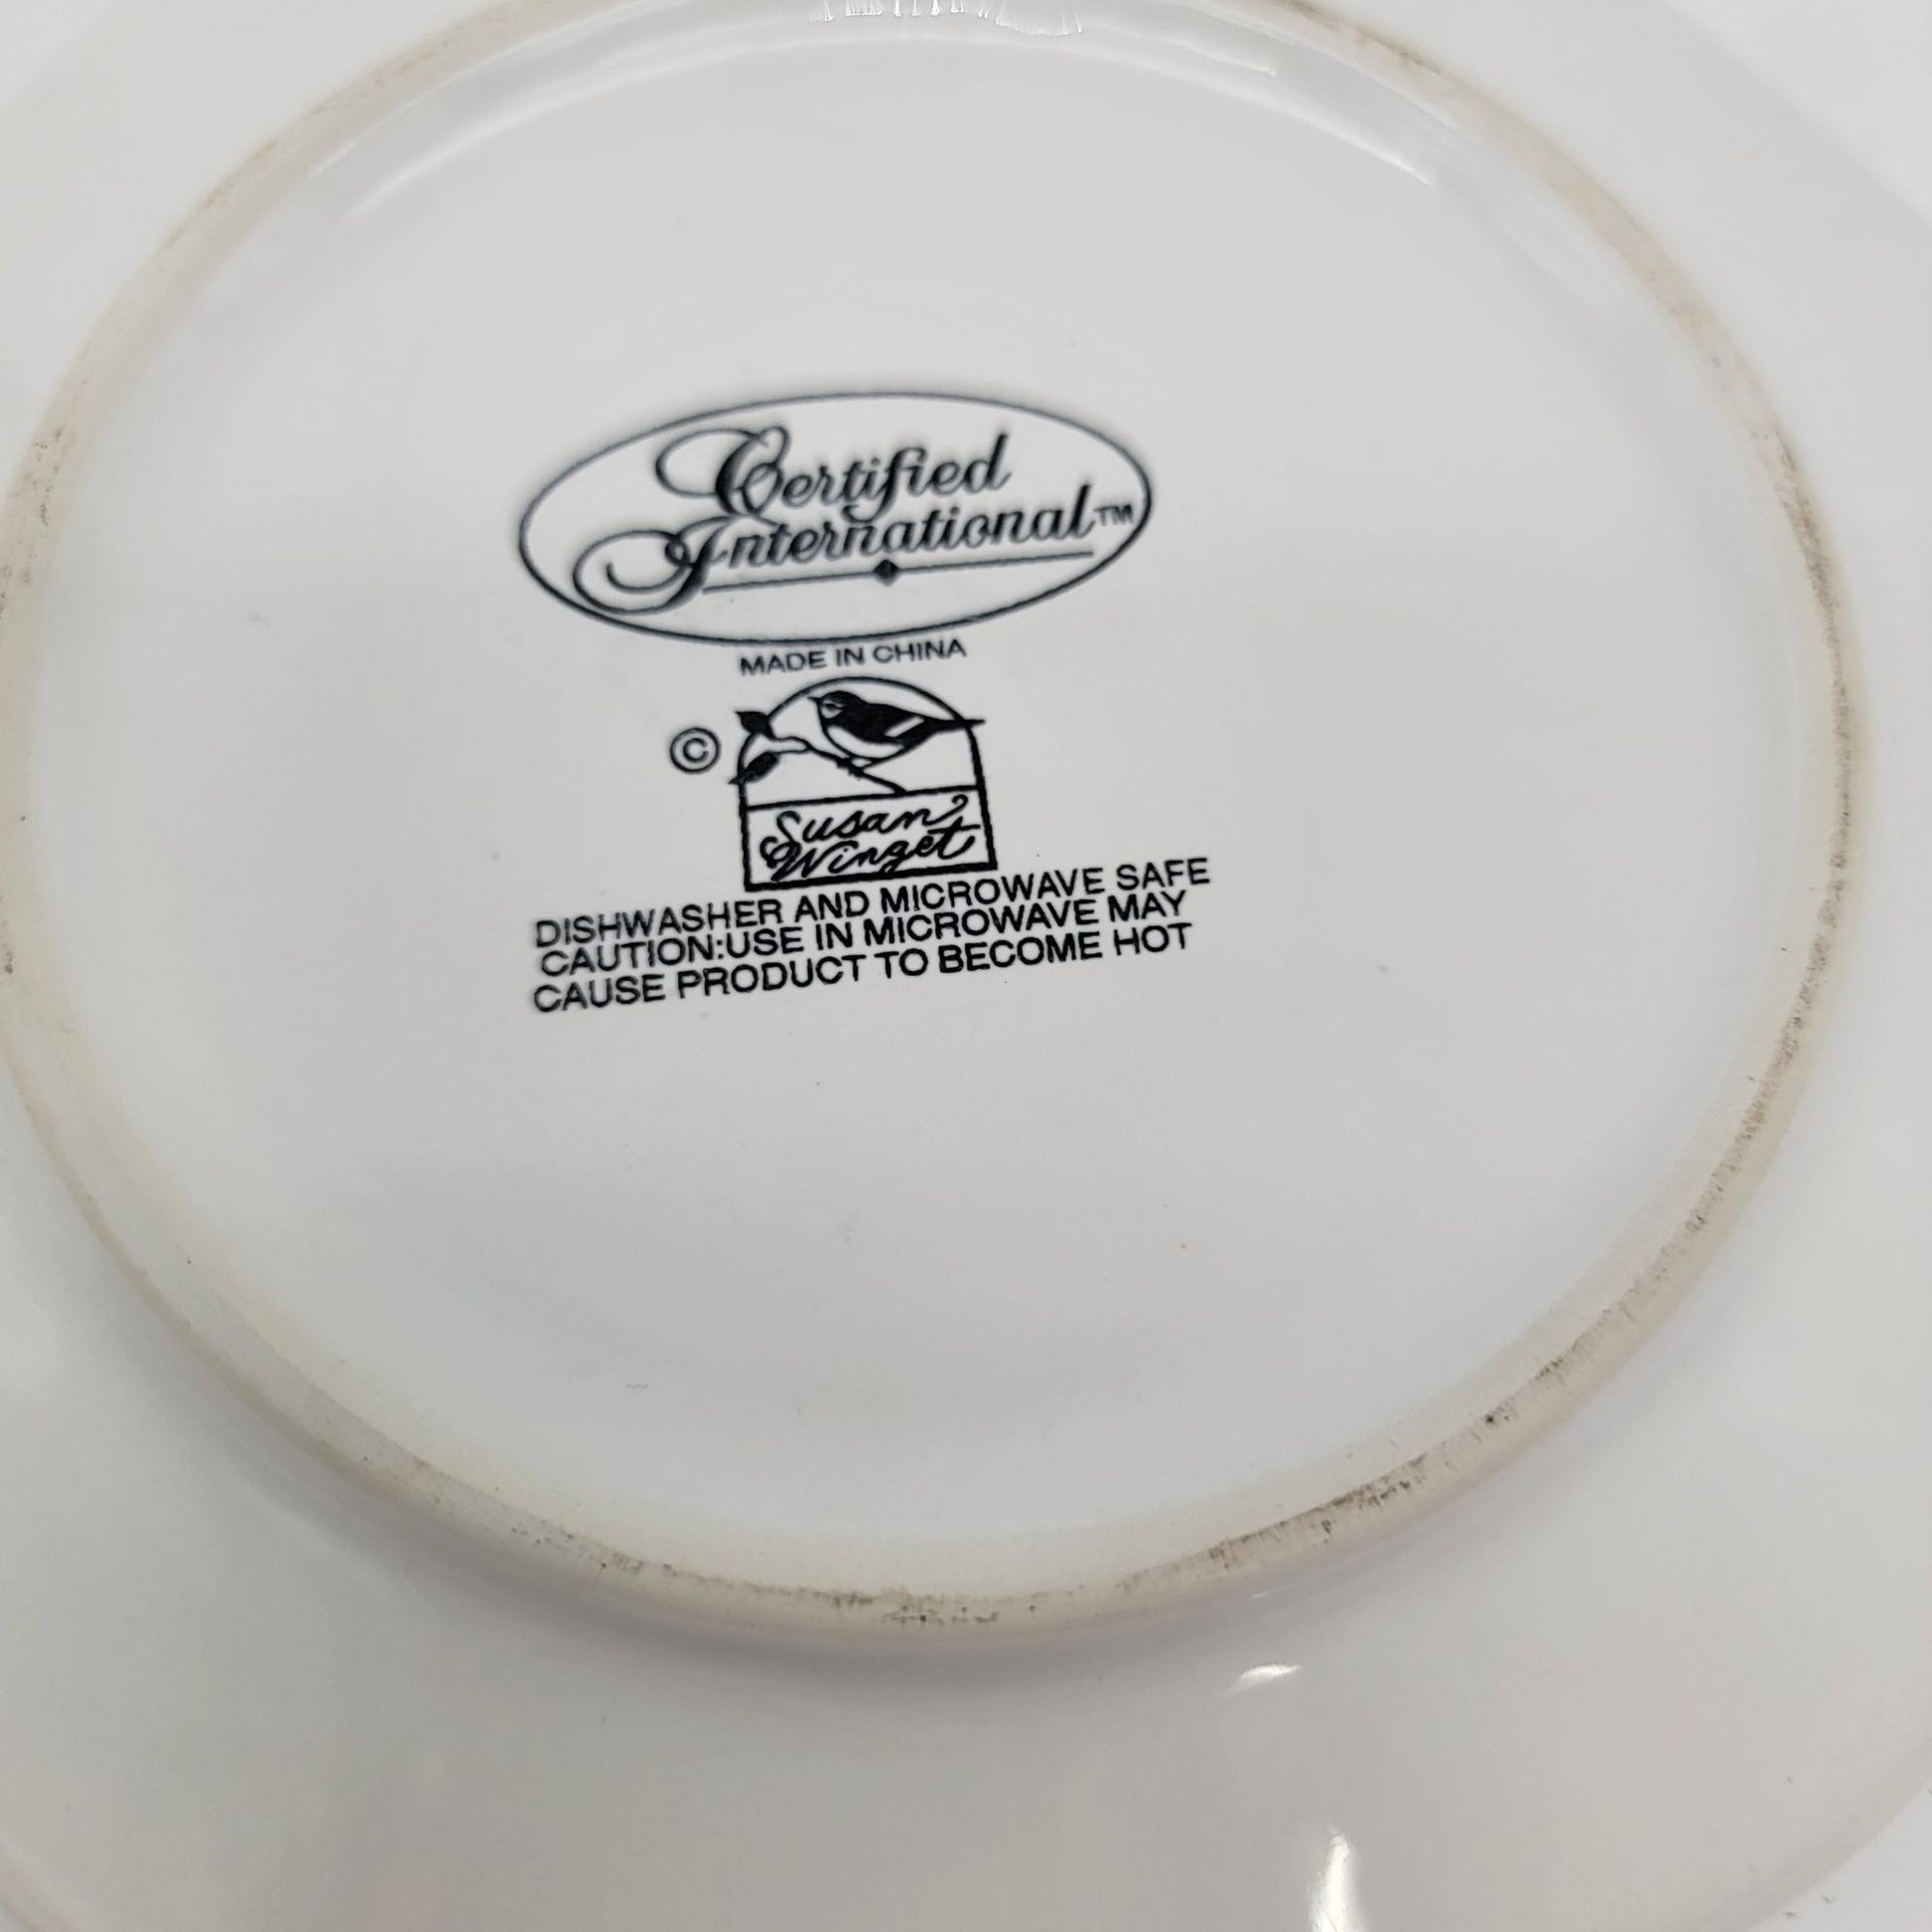 Certified
International™
MADE IN CHINA
©
Susan
Winget
DISHWASHER AND MICROWAVE SAFE
CAUTION:USE IN MICROWAVE MAY
CAUSE PRODUCT TO BECOME HOT